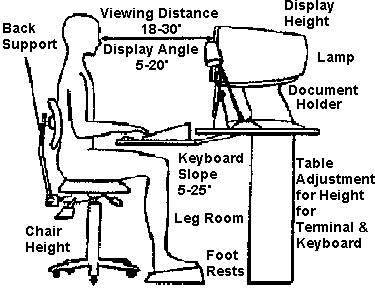 Viewing Distance
18-30"
Display Angle
5-20°
Display
Height
Back
Support
Lamp
Document
Holder
Keyboard
Slope
5-25°
Table
Adjustment
for Height
for
Terminal &
Keyboard
Leg Room
Chair
Height
Foot
Rests